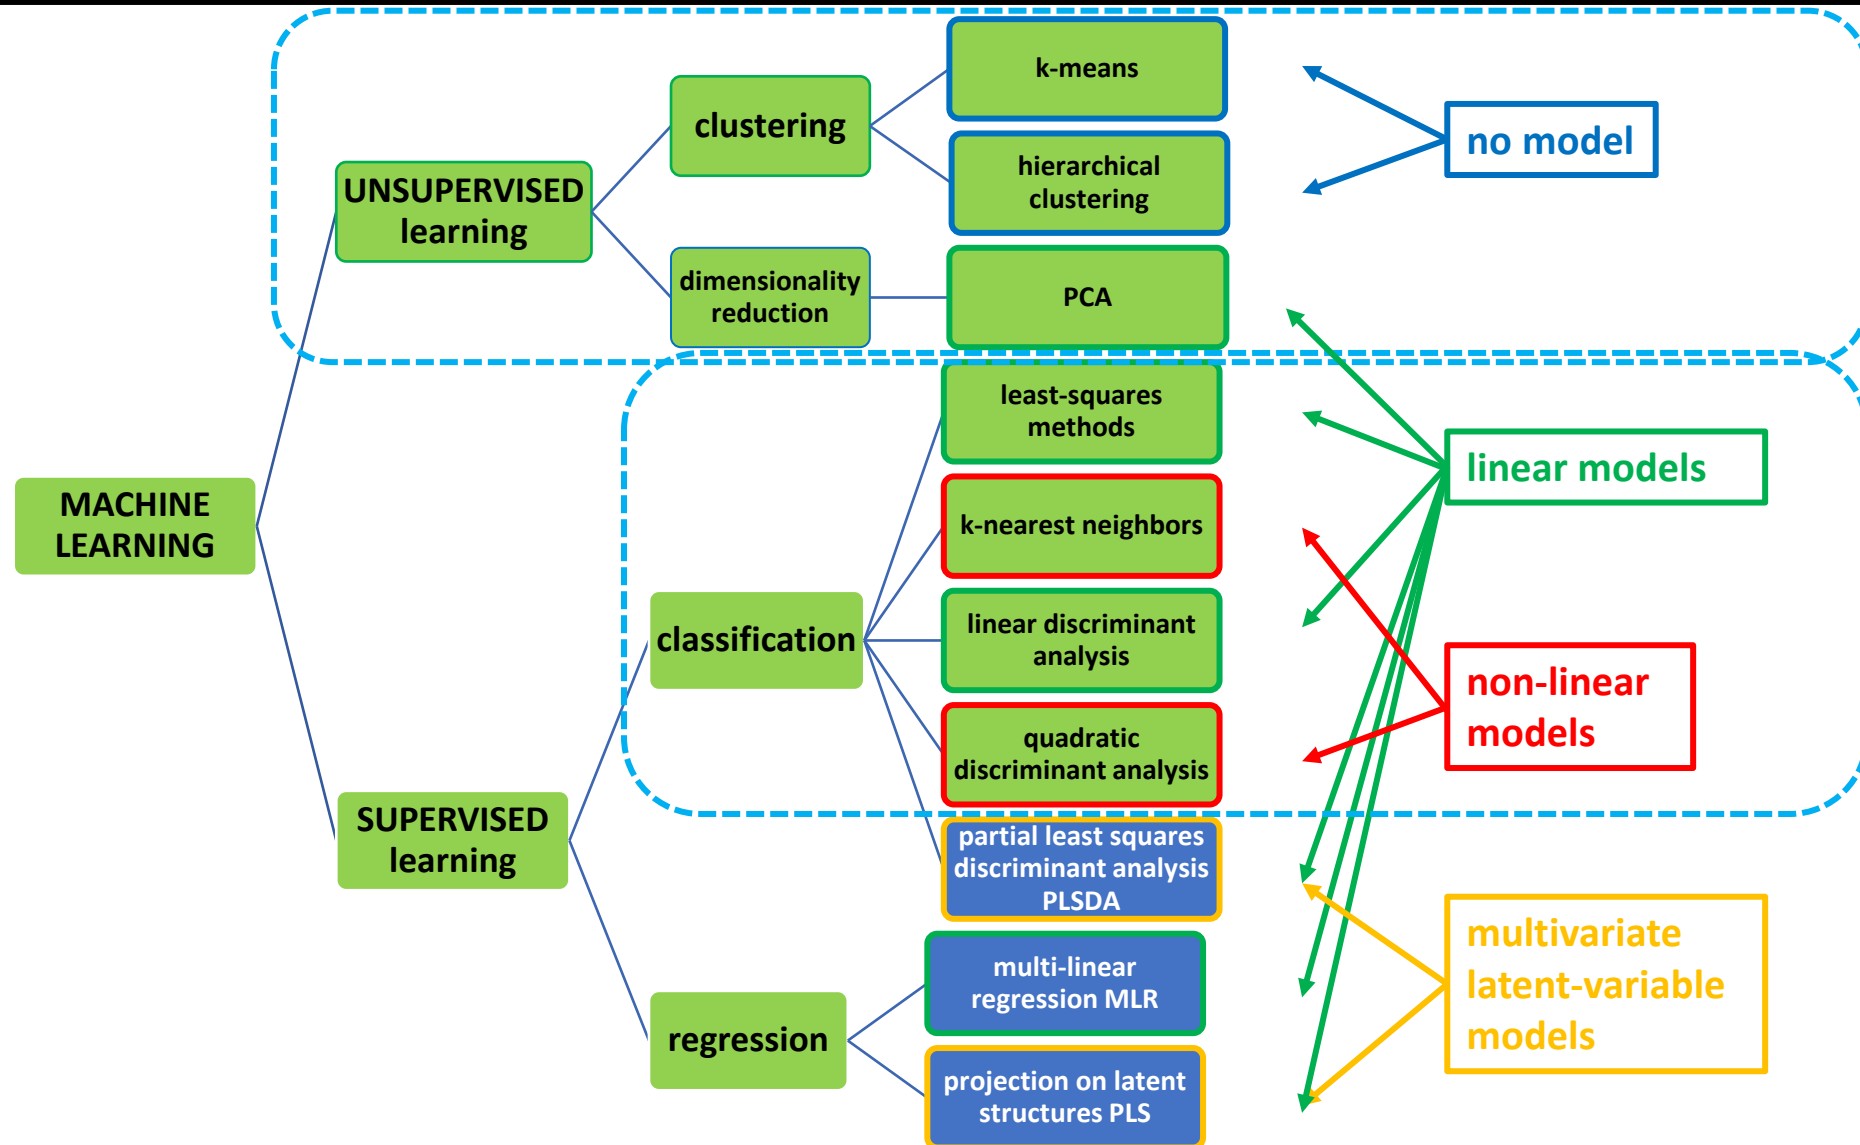 MACHINE
LEARNING
UNSUPERVISED
learning
clustering
k-means
hierarchical
clustering
dimensionality
reduction
PCA
SUPERVISED
learning
classification
least-squares
methods
k-nearest neighbors
linear discriminant
analysis
quadratic
discriminant analysis
partial least squares
discriminant analysis
PLSDA
regression
multi-linear
regression MLR
projection on latent
structures PLS
no model
linear models
non-linear
models
multivariate
latent-variable
models